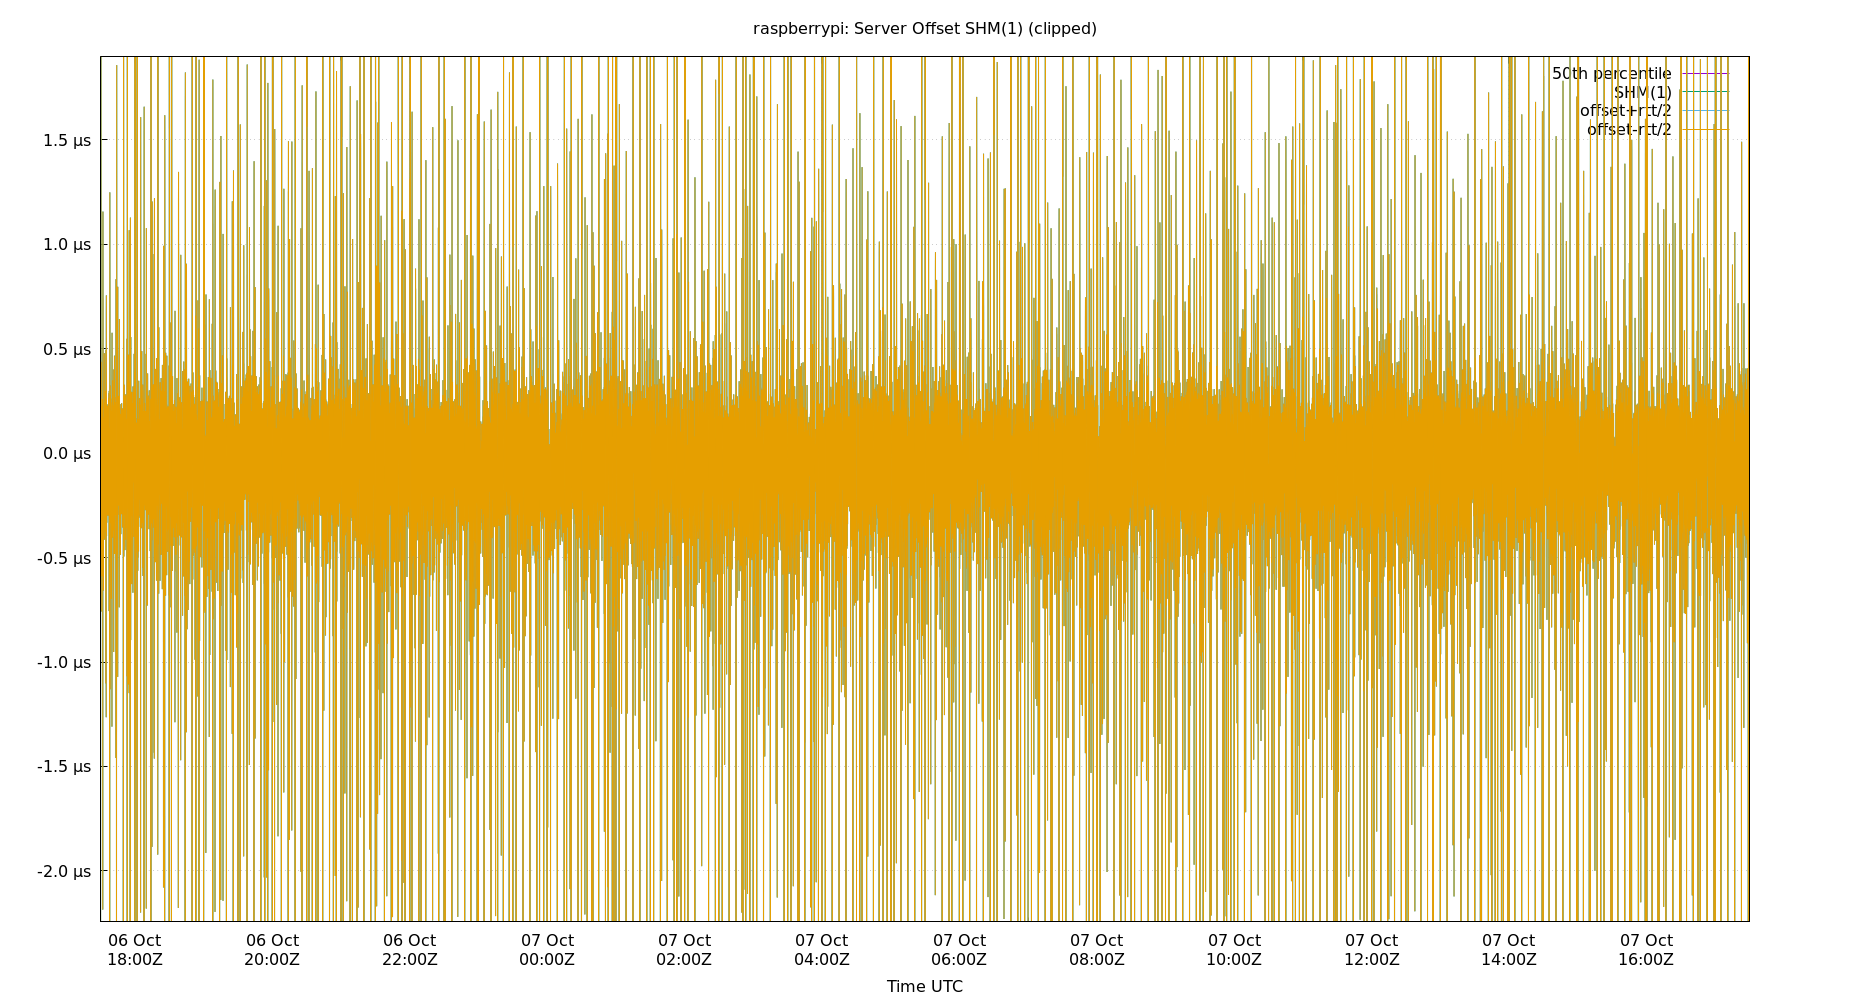 raspberrypi: Server Offset SHM(1) (clipped)
50th percentile
SHM(1)
offset+rtt/2
offset-rtt/2
1.5 µs
1.0 µs
0.5 µs
0.0 µs
-0.5 µs
-1.0 µs
-1.5 µs
-2.0 µs
06 Oct 06 Oct 06 Oct 07 Oct 07 Oct 07 Oct 07 Oct 07 Oct 07 Oct 07 Oct 07 Oct 07 Oct
18:00Z 20:00Z 22:00Z 00:00Z 02:00Z 04:00Z 06:00Z 08:00Z 10:00Z 12:00Z 14:00Z 16:00Z
Time UTC